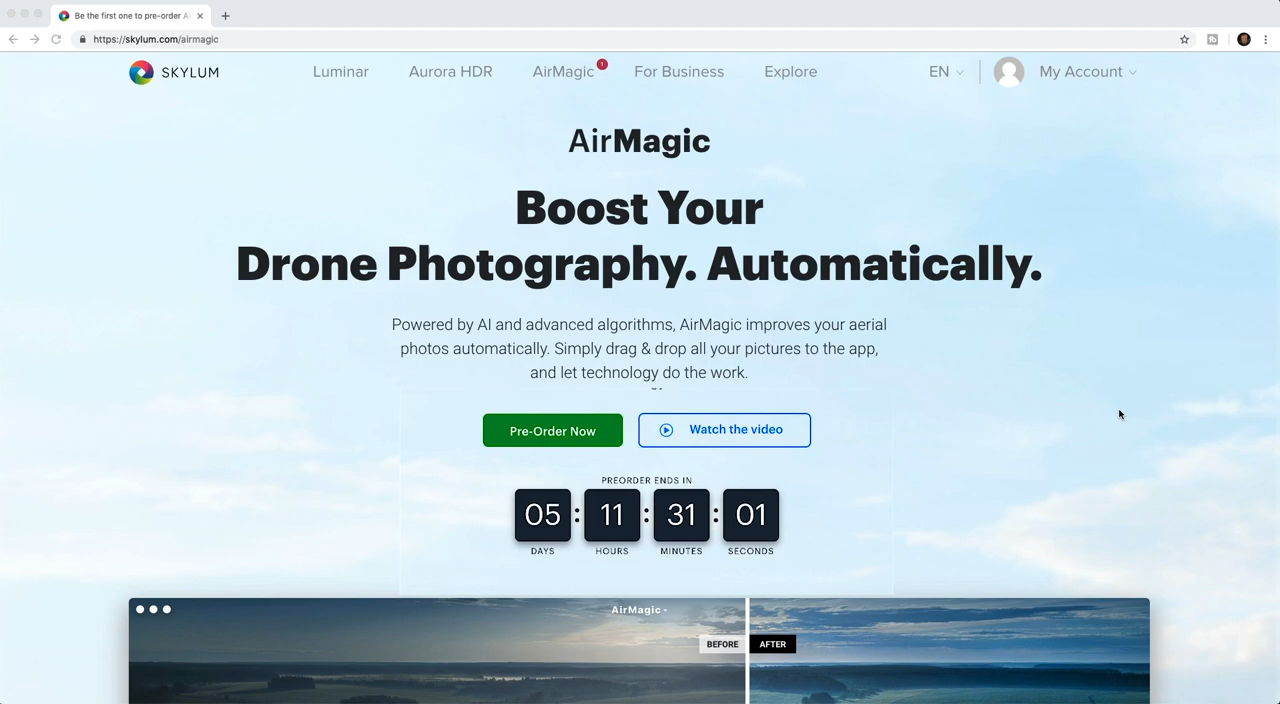 Be the first one to pre-order Ai
https://skylum.com/airmagic
SKYLUM
Luminar
Aurora HDR
AirMagic
1
For Business
Explore
EN
My Account
AirMagic
Boost Your
Drone Photography. Automatically.
Powered by AI and advanced algorithms, AirMagic improves your aerial
photos automatically. Simply drag & drop all your pictures to the app,
and let technology do the work.
Pre-Order Now
Watch the video
PREORDER ENDS IN
05 : 11 : 31 : 01
DAYS HOURS MINUTES SECONDS
AirMagic
BEFORE
AFTER